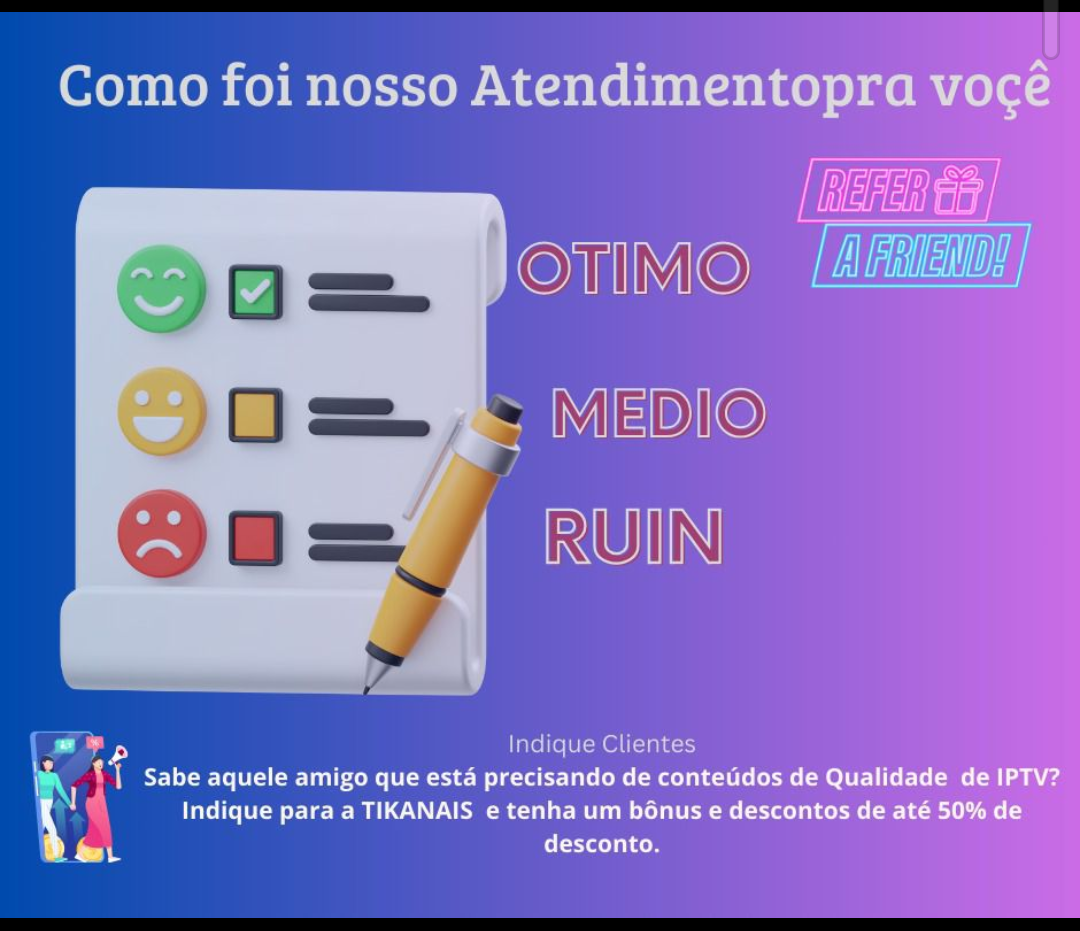 Como foi nosso Atendimentopra voçê
REFER
A FRIEND!
OTIMO
MEDIO
RUIN
Indique Clientes
Sabe aquele amigo que está precisando de conteúdos de Qualidade  de IPTV?
Indique para a TIKANAIS  e tenha um bônus e descontos de até 50% de
desconto.